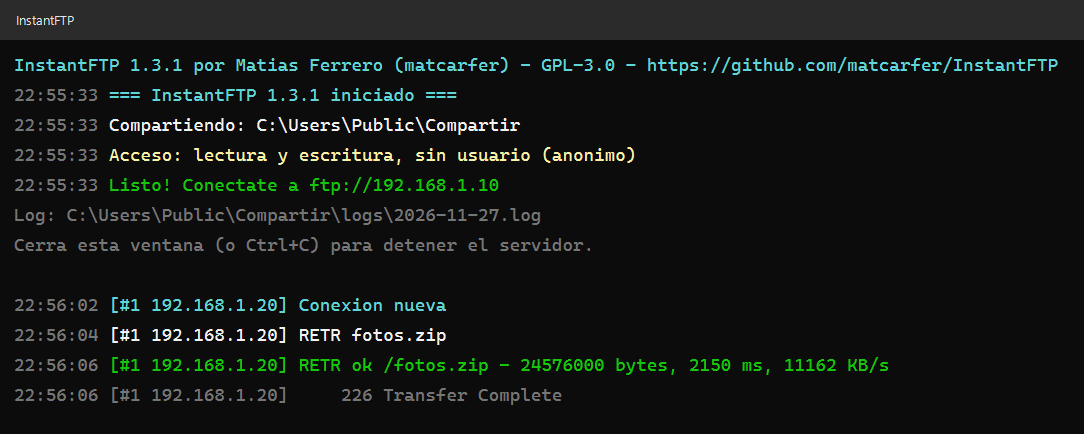 InstantFTP
InstantFTP 1.3.1 por Matias Ferrero (matcarfer) - GPL-3.0 - https://github.com/matcarfer/InstantFTP
22:55:33 === InstantFTP 1.3.1 iniciado ===
22:55:33 Compartiendo: C:\Users\Public\Compartir
22:55:33 Acceso: lectura y escritura, sin usuario (anonimo)
22:55:33 Listo! Conectate a ftp://192.168.1.10
Log: C:\Users\Public\Compartir\logs\2026-11-27.log
Cerra esta ventana (o Ctrl+C) para detener el servidor.
22:56:02 [#1 192.168.1.20] Conexion nueva
22:56:04 [#1 192.168.1.20] RETR fotos.zip
22:56:06 [#1 192.168.1.20] RETR ok /fotos.zip - 24576000 bytes, 2150 ms, 11162 KB/s
22:56:06 [#1 192.168.1.20]     226 Transfer Complete